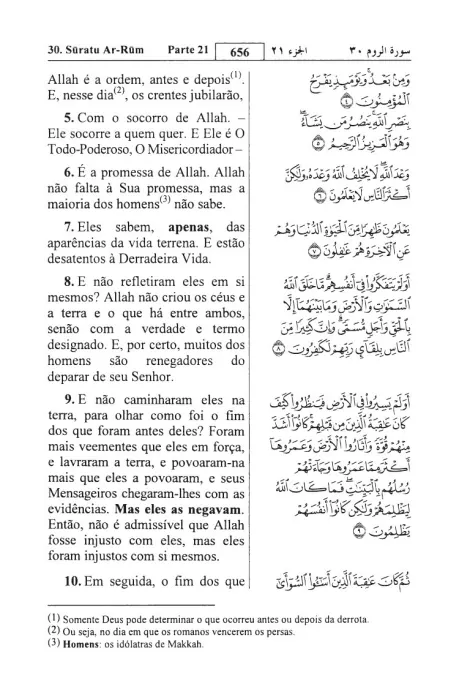 30. Sūratu Ar-Rūm Parte 21 656 الجزء ٢١ سورة الروم ٣٠
Allah é a ordem, antes e depois(1).
E, nesse dia(2), os crentes jubilarão,
5. Com o socorro de Allah. –
Ele socorre a quem quer. E Ele é O
Todo-Poderoso, O Misericordiador –
6. É a promessa de Allah. Allah
não falta à Sua promessa, mas a
maioria dos homens(3) não sabe.
7. Eles sabem, apenas, das
aparências da vida terrena. E estão
desatentos à Derradeira Vida.
8. E não refletiram eles em si
mesmos? Allah não criou os céus e
a terra e o que há entre ambos,
senão com a verdade e termo
designado. E, por certo, muitos dos
homens são renegadores do
deparar de seu Senhor.
9. E não caminharam eles na
terra, para olhar como foi o fim
dos que foram antes deles? Foram
mais veementes que eles em força,
e lavraram a terra, e povoaram-na
mais que eles a povoaram, e seus
Mensageiros chegaram-lhes com as
evidências. Mas eles as negavam.
Então, não é admissível que Allah
fosse injusto com eles, mas eles
foram injustos com si mesmos.
10. Em seguida, o fim dos que
وَمِنۢ بَعۡدُۚ وَيَوۡمَئِذٖ يَفۡرَحُ
ٱلۡمُؤۡمِنُونَ ٤
بِنَصۡرِ ٱللَّهِۚ يَنصُرُ مَن يَشَآءُۖ
وَهُوَ ٱلۡعَزِيزُ ٱلرَّحِيمُ ٥
وَعۡدَ ٱللَّهِۖ لَا يُخۡلِفُ ٱللَّهُ وَعۡدَهُۥ وَلَٰكِنَّ
أَكۡثَرَ ٱلنَّاسِ لَا يَعۡلَمُونَ ٦
يَعۡلَمُونَ ظَٰهِرٗا مِّنَ ٱلۡحَيَوٰةِ ٱلدُّنۡيَا وَهُمۡ
عَنِ ٱلۡأٓخِرَةِ هُمۡ غَٰفِلُونَ ٧
أَوَلَمۡ يَتَفَكَّرُواْ فِيٓ أَنفُسِهِمۗ مَّا خَلَقَ ٱللَّهُ
ٱلسَّمَٰوَٰتِ وَٱلۡأَرۡضَ وَمَا بَيۡنَهُمَآ إِلَّا
بِٱلۡحَقِّ وَأَجَلٖ مُّسَمّٗىۗ وَإِنَّ كَثِيرٗا مِّنَ
ٱلنَّاسِ بِلِقَآيِٕ رَبِّهِمۡ لَكَٰفِرُونَ ٨
أَوَلَمۡ يَسِيرُواْ فِي ٱلۡأَرۡضِ فَيَنظُرُواْ كَيۡفَ
كَانَ عَٰقِبَةُ ٱلَّذِينَ مِن قَبۡلِهِمۡۚ كَانُوٓاْ أَشَدَّ
مِنۡهُمۡ قُوَّةٗ وَأَثَارُواْ ٱلۡأَرۡضَ وَعَمَرُوهَآ
أَكۡثَرَ مِمَّا عَمَرُوهَا وَجَآءَتۡهُمۡ
رُسُلُهُم بِٱلۡبَيِّنَٰتِۖ فَمَا كَانَ ٱللَّهُ
لِيَظۡلِمَهُمۡ وَلَٰكِن كَانُوٓاْ أَنفُسَهُمۡ
يَظۡلِمُونَ ٩
ثُمَّ كَانَ عَٰقِبَةَ ٱلَّذِينَ أَسَٰٓـُٔواْ ٱلسُّوٓأَىٰٓ
(1) Somente Deus pode determinar o que ocorreu antes ou depois da derrota.
(2) Ou seja, no dia em que os romanos vencerem os persas.
(3) Homens: os idólatras de Makkah.